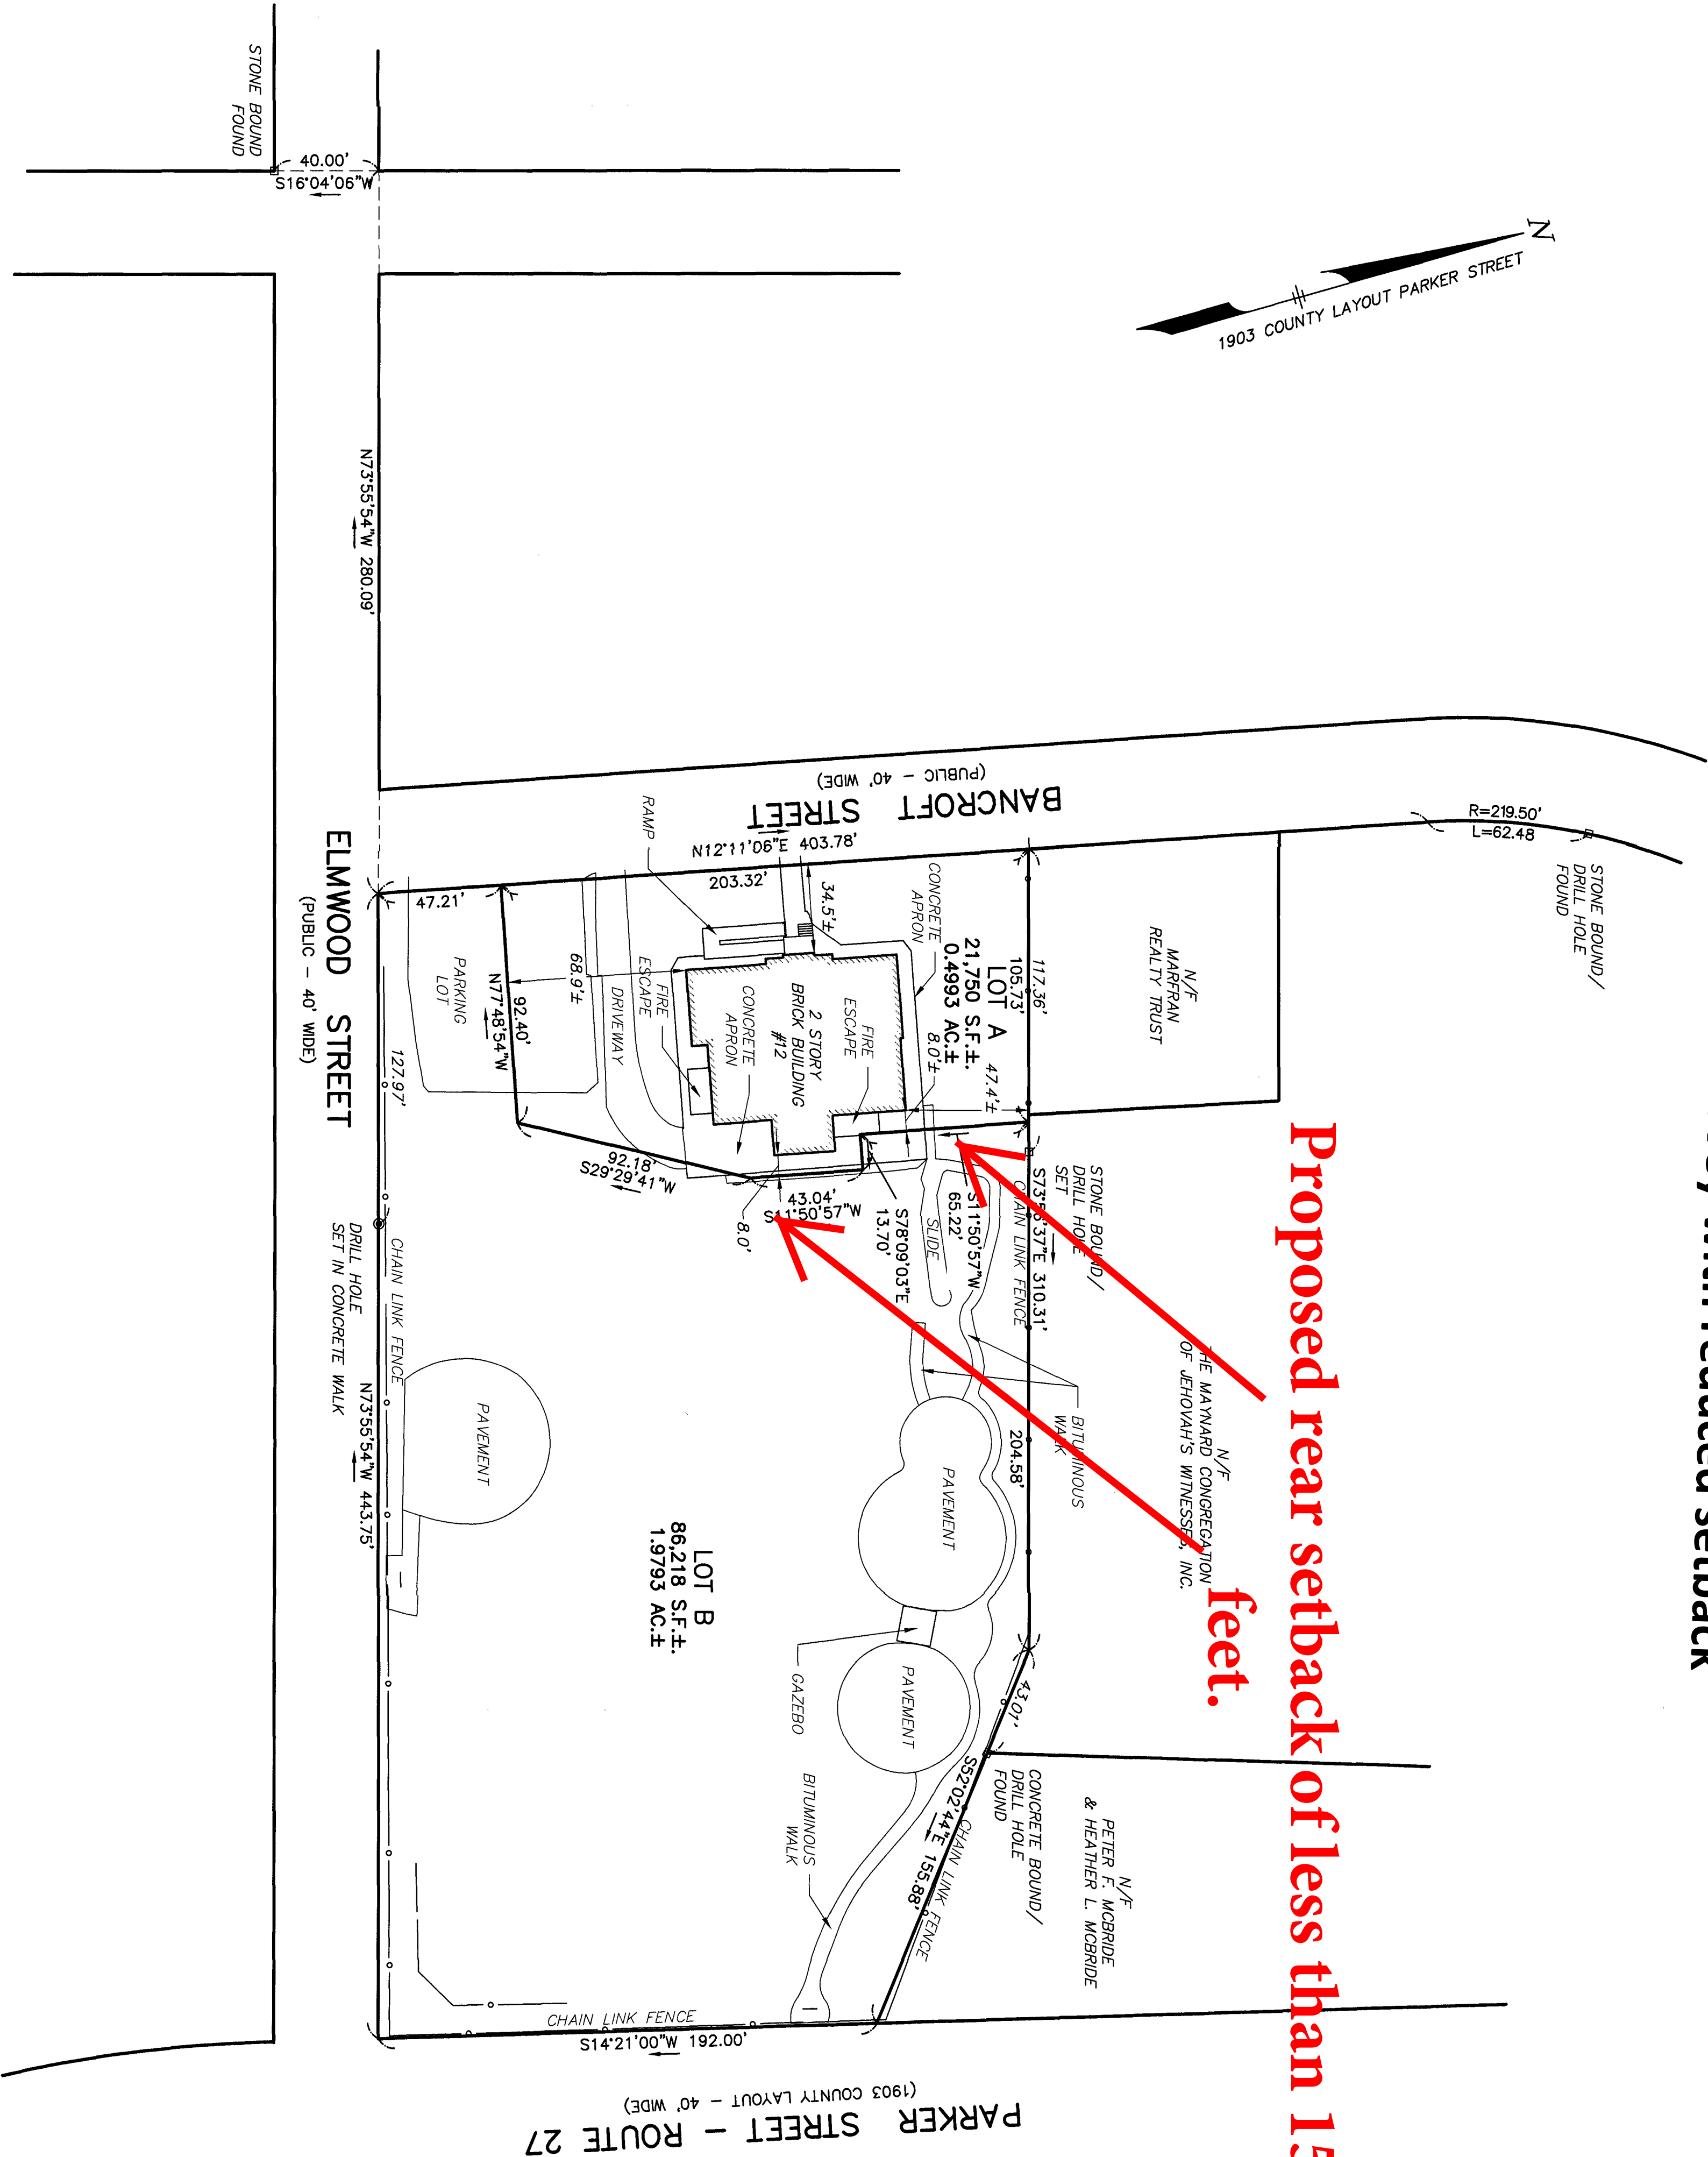 with reduced setback
Proposed rear setback of less than 15
feet.
N
1903 COUNTY LAYOUT PARKER STREET
STONE BOUND
FOUND
40.00'
S16°04'06"W
N73°55'54"W 280.09'
R=219.50'
L=62.48
STONE BOUND/
DRILL HOLE
FOUND
BANCROFT STREET
(PUBLIC - 40' WIDE)
N12°11'06"E 403.78'
203.32'
47.21'
34.5'±
RAMP
CONCRETE
APRON
117.36'
105.73'
LOT A
21,750 S.F.±.
0.4993 AC.±
8.0'±
47.4'±
N/F
MARFRAN
REALTY TRUST
FIRE
ESCAPE
2 STORY
BRICK BUILDING
#12
CONCRETE
APRON
FIRE
ESCAPE
DRIVEWAY
68.9'±
92.40'
N77°48'54"W
PARKING
LOT
127.97'
ELMWOOD STREET
(PUBLIC - 40' WIDE)
92.18'
S29°29'41"W
43.04'
S11°50'57"W
8.0'
S78°09'03"E
13.70'
S11°50'57"W
65.22'
SLIDE
CHAIN LINK FENCE
310.31'
STONE BOUND/
DRILL HOLE
SET
N/F
THE MAYNARD CONGREGATION
OF JEHOVAH'S WITNESSES, INC.
BITUMINOUS
WALK
204.58'
DRILL HOLE
SET IN CONCRETE WALK
CHAIN LINK FENCE
N73°55'54"W 443.75'
PAVEMENT
PAVEMENT
LOT B
86,218 S.F.±.
1.9793 AC.±
GAZEBO
PAVEMENT
43.07'
CONCRETE BOUND/
DRILL HOLE
FOUND
S52°02'44"E 155.88'
CHAIN LINK FENCE
N/F
PETER F. MCBRIDE
& HEATHER L. MCBRIDE
BITUMINOUS
WALK
CHAIN LINK FENCE
S14°21'00"W 192.00'
PARKER STREET - ROUTE 27
(1903 COUNTY LAYOUT - 40' WIDE)